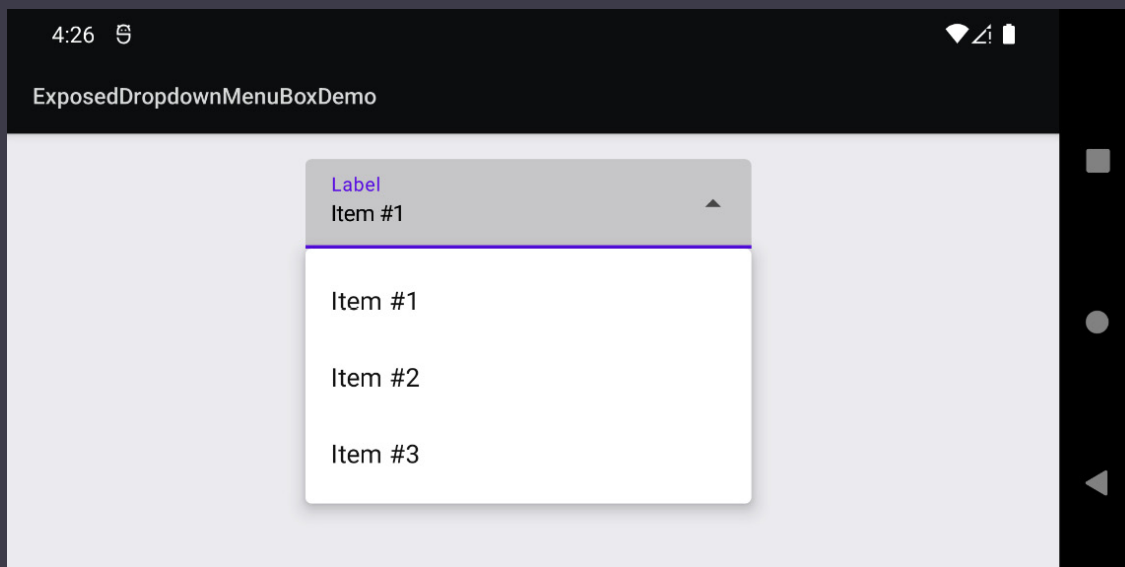 4:26
ExposedDropdownMenuBoxDemo
Label
Item #1
Item #1
Item #2
Item #3